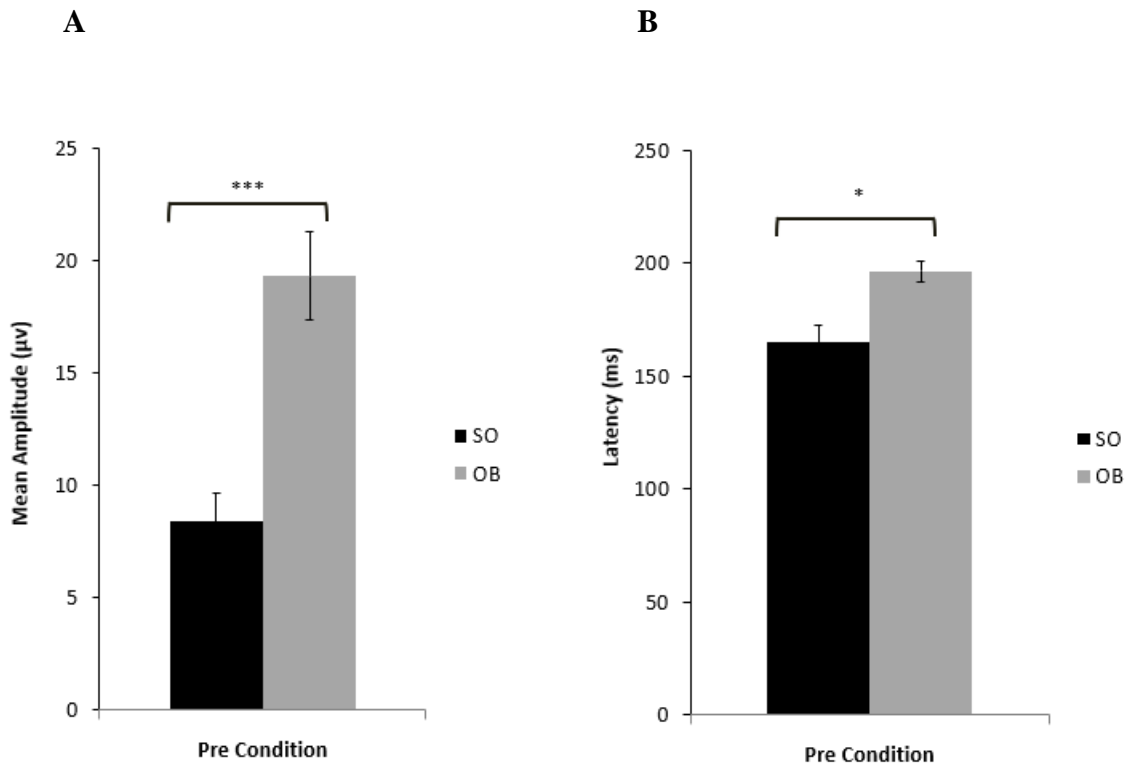 A
B
25
20
15
10
5
0
Mean Amplitude (µv)
***
SO
OB
Pre Condition
250
200
150
100
50
0
Latency (ms)
*
SO
OB
Pre Condition